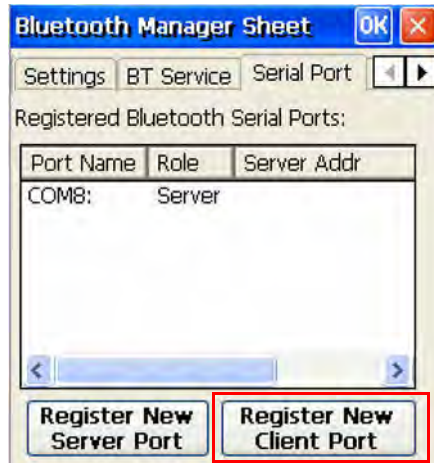 Bluetooth Manager Sheet OK
Settings BT Service Serial Port
Registered Bluetooth Serial Ports:
Port Name Role Server Addr
COM8: Server
Register New Server Port
Register New Client Port